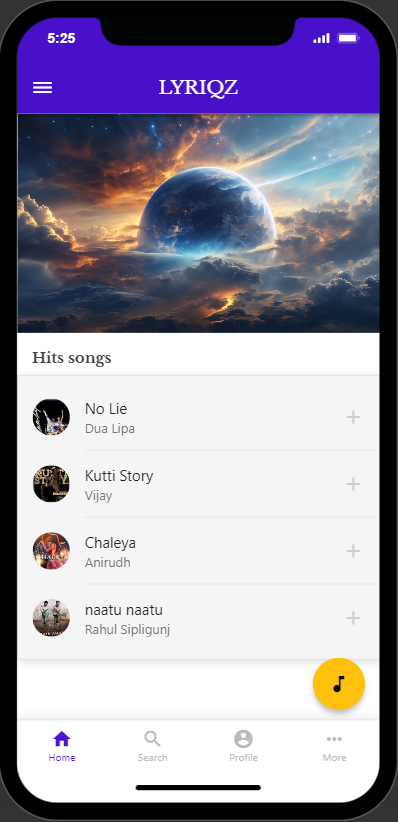 5:25
LYRIQZ
Hits songs
No Lie
Dua Lipa
Kutti Story
Vijay
Chaleya
Anirudh
naatu naatu
Rahul Sipligunj
Home Search Profile More